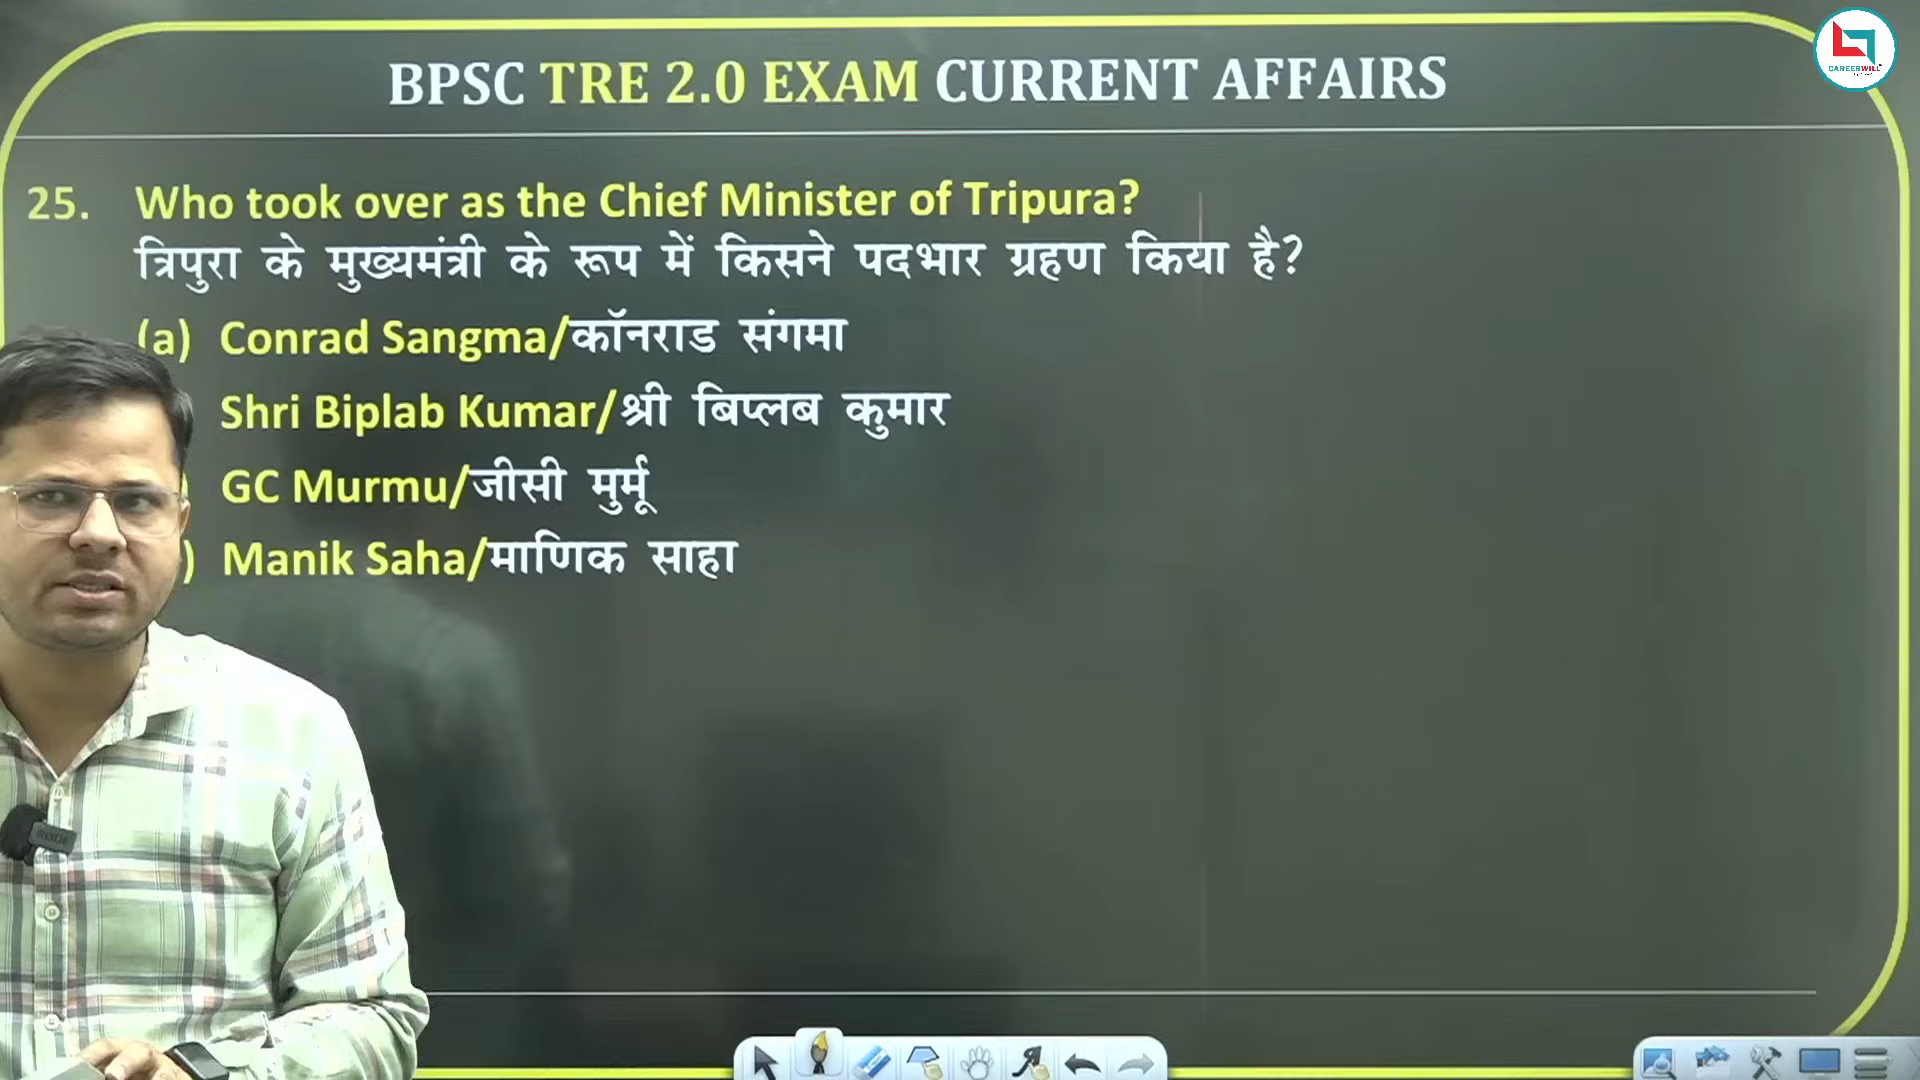 BPSC TRE 2.0 EXAM CURRENT AFFAIRS
CAREERWILL
25. Who took over as the Chief Minister of Tripura?
त्रिपुरा के मुख्यमंत्री के रूप में किसने पदभार ग्रहण किया है?
(a) Conrad Sangma/कॉनराड संगमा
Shri Biplab Kumar/श्री बिप्लब कुमार
) GC Murmu/जीसी मुर्मू
) Manik Saha/माणिक साहा